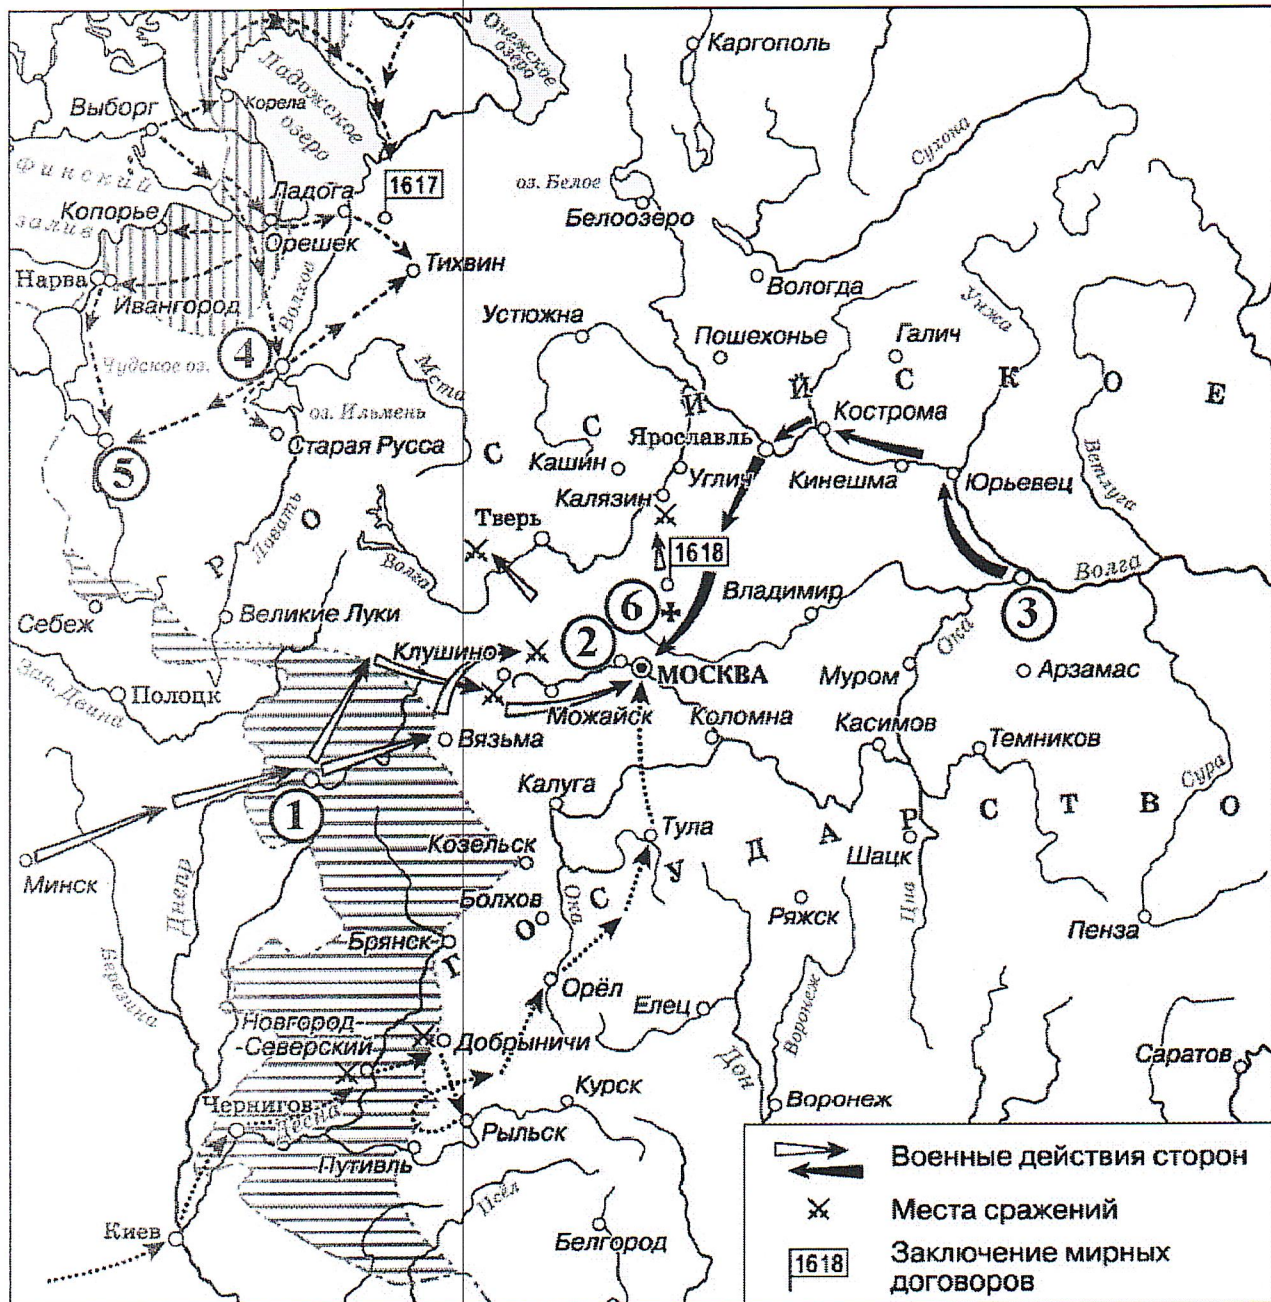 Каргополь
Онежское
озеро
Ладожское
озеро
Корела
Выборг
Финский
залив
1617
Ладога
Копорье
Орешек
оз. Белое
Белоозеро
Сухона
Тихвин
Нарва
Ивангород
Волхов
Вологда
Унжа
Устюжна
Пошехонье
Галич
4
Чудское оз.
Мста
оз. Ильмень
Старая Русса
5
Ярославль
Кострома
Кашин
Углич
Кинешма
Юрьевец
Калязин
Ветлуга
Ловать
Тверь
Волга
1618
Владимир
Волга
3
Себеж
Великие Луки
6
2
Клушино
МОСКВА
Ока
Муром
Арзамас
Зап. Двина
Полоцк
Можайск
Коломна
Касимов
Темников
Вязьма
Сура
1
Калуга
Минск
Днепр
Козельск
Тула
Шацк
Цна
Болхов
Ока
Ряжск
Пенза
Брянск
Березина
Орёл
Елец
Воронеж
Новгород-
-Северский
Добрыничи
Дон
Саратов
Чернигов
Десна
Курск
Воронеж
Рыльск
Путивль
Псёл
Киев
Белгород
Р О С С И Й С К О Е
Г О С У Д А Р С Т В О
Военные действия сторон
Места сражений
1618
Заключение мирных
договоров